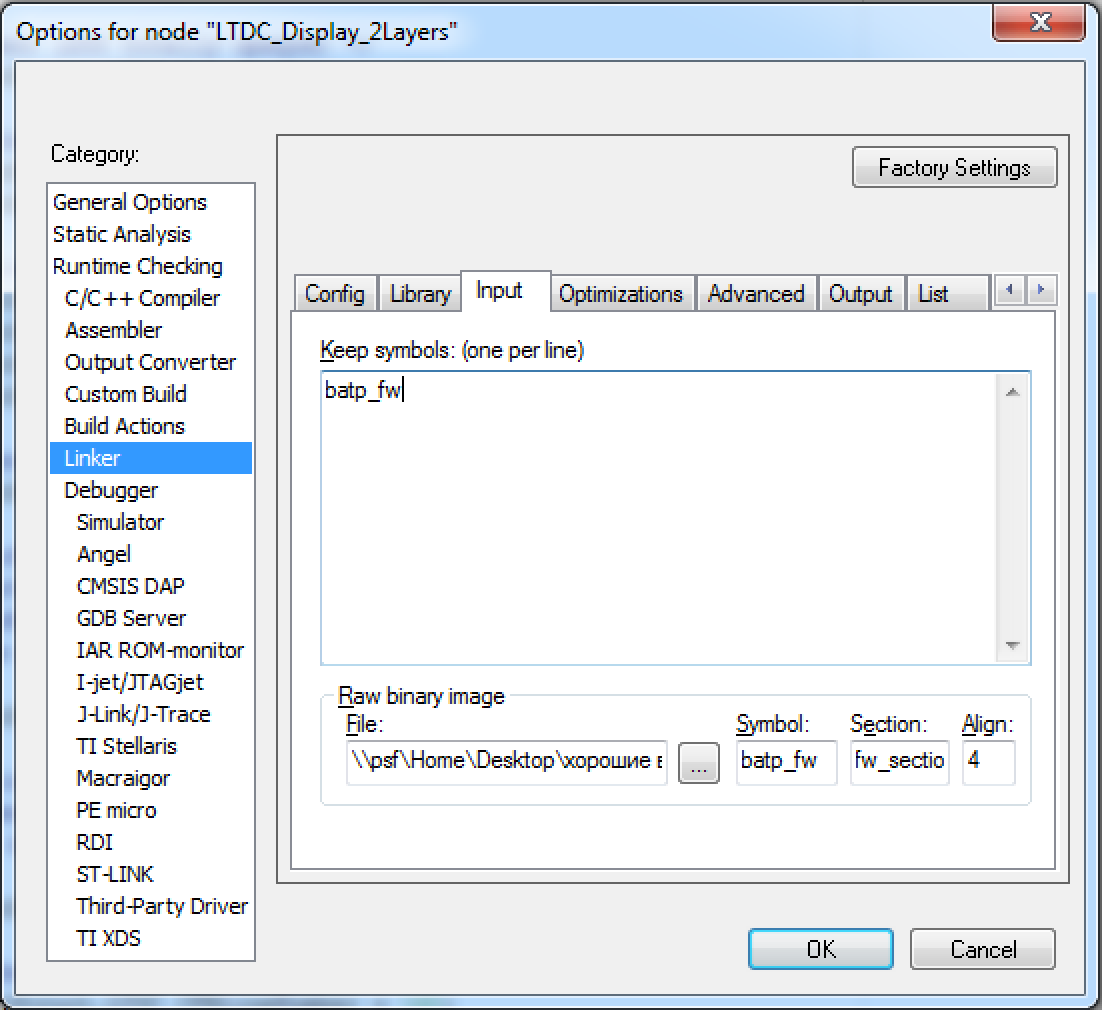 Options for node "LTDC_Display_2Layers"
Category:
Factory Settings
General Options
Static Analysis
Runtime Checking
C/C++ Compiler
Assembler
Output Converter
Custom Build
Build Actions
Linker
Debugger
Simulator
Angel
CMSIS DAP
GDB Server
IAR ROM-monitor
I-jet/JTAGjet
J-Link/J-Trace
TI Stellaris
Macraigor
PE micro
RDI
ST-LINK
Third-Party Driver
TI XDS
Config Library Input Optimizations Advanced Output List
Keep symbols: (one per line)
batp_fw
Raw binary image
File: Symbol: Section: Align:
\\psf\Home\Desktop\хорошие ... batp_fw fw_sectio 4
OK Cancel